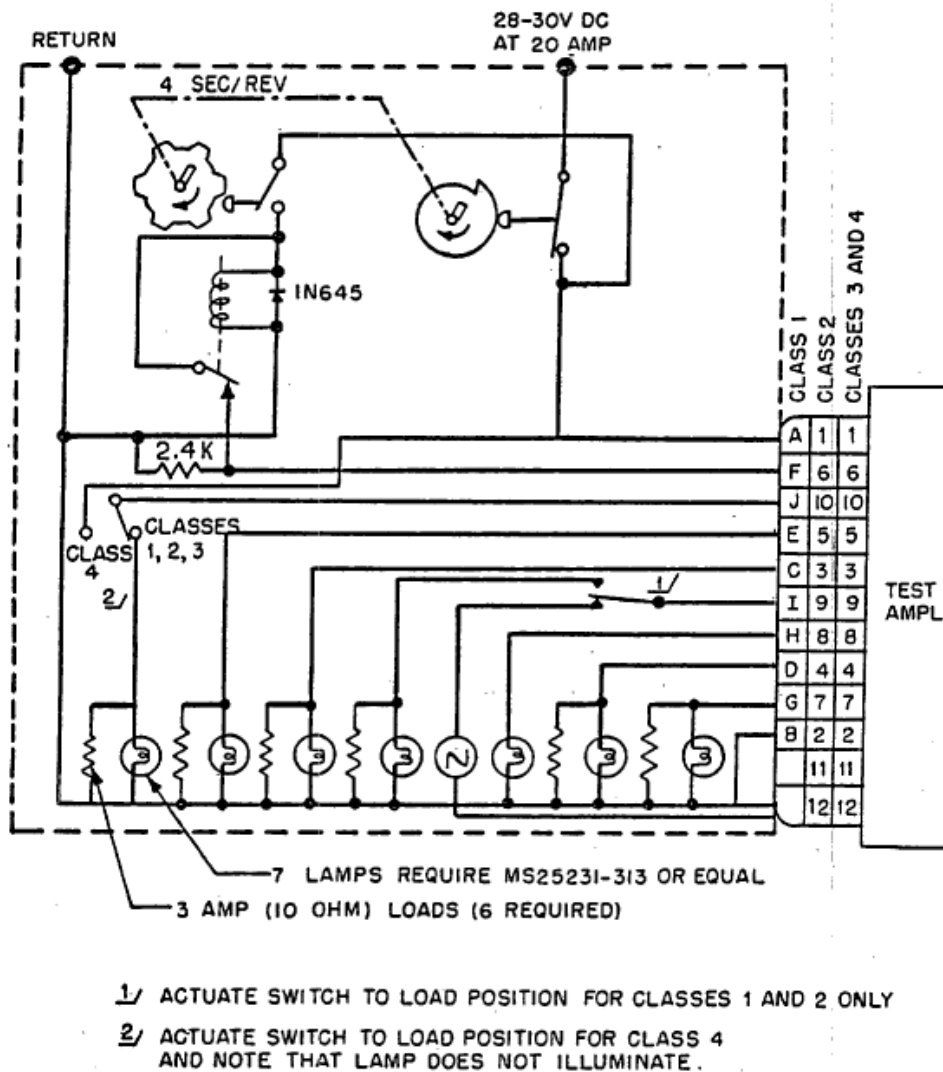 RETURN
28-30V DC
AT 20 AMP
4 SEC/REV
IN645
CLASS 1
CLASS 2
CLASSES 3 AND 4
2.4K
CLASS
4
CLASSES
1, 2, 3
2/
1/
A 1 1
F 6 6
J 10 10
E 5 5
C 3 3
I 9 9
H 8 8
D 4 4
G 7 7
B 2 2
11 11
12 12
TEST
AMPL
7 LAMPS REQUIRE MS25231-313 OR EQUAL
3 AMP (10 OHM) LOADS (6 REQUIRED)
1/ ACTUATE SWITCH TO LOAD POSITION FOR CLASSES 1 AND 2 ONLY
2/ ACTUATE SWITCH TO LOAD POSITION FOR CLASS 4
AND NOTE THAT LAMP DOES NOT ILLUMINATE.